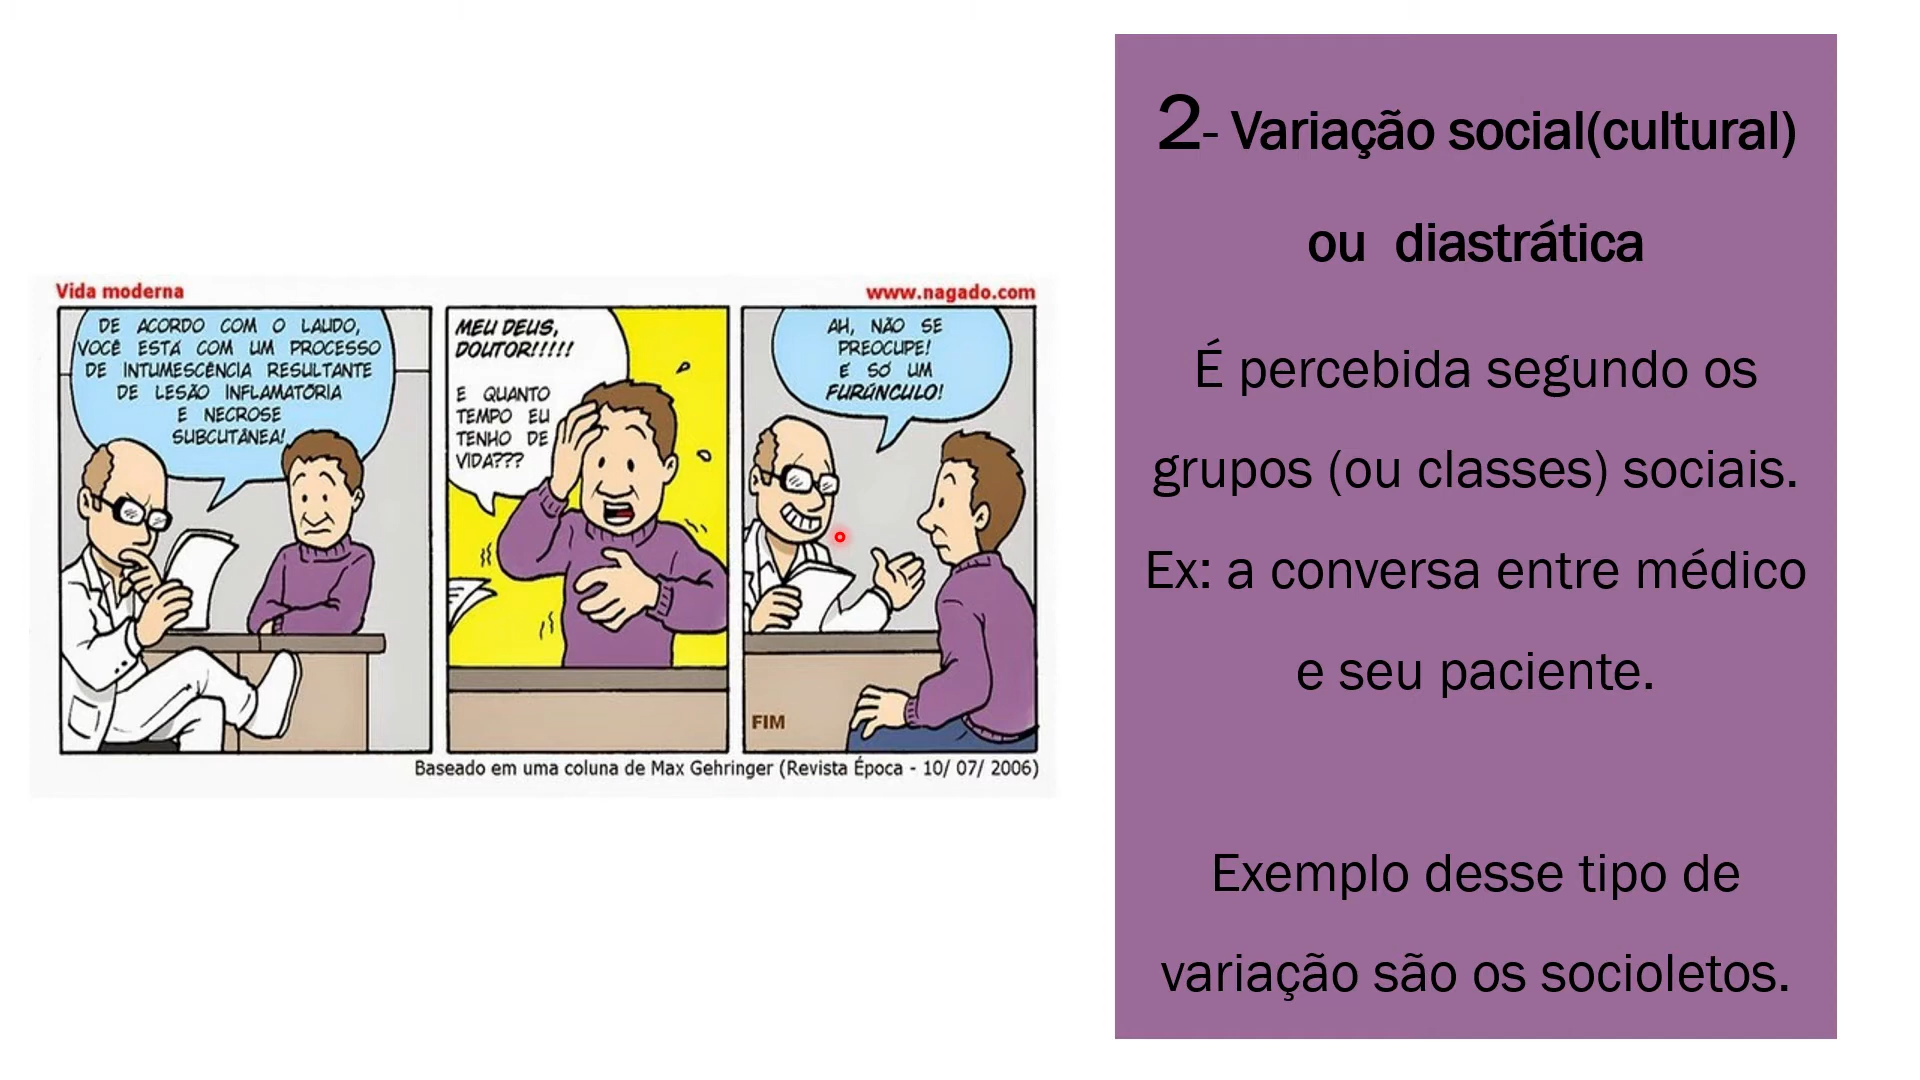 Vida moderna
www.nagado.com
DE ACORDO COM O LAUDO,
VOCÊ ESTÁ COM UM PROCESSO
DE INTUMESCÊNCIA RESULTANTE
DE LESÃO INFLAMATÓRIA
E NECROSE
SUBCUTÂNEA!
MEU DEUS,
DOUTOR!!!!!
E QUANTO
TEMPO EU
TENHO DE
VIDA???
AH, NÃO SE
PREOCUPE!
É SÓ UM
FURÚNCULO!
FIM
Baseado em uma coluna de Max Gehringer (Revista Época - 10/ 07/ 2006)
2- Variação social(cultural)
ou diastrática
É percebida segundo os
grupos (ou classes) sociais.
Ex: a conversa entre médico
e seu paciente.
Exemplo desse tipo de
variação são os socioletos.